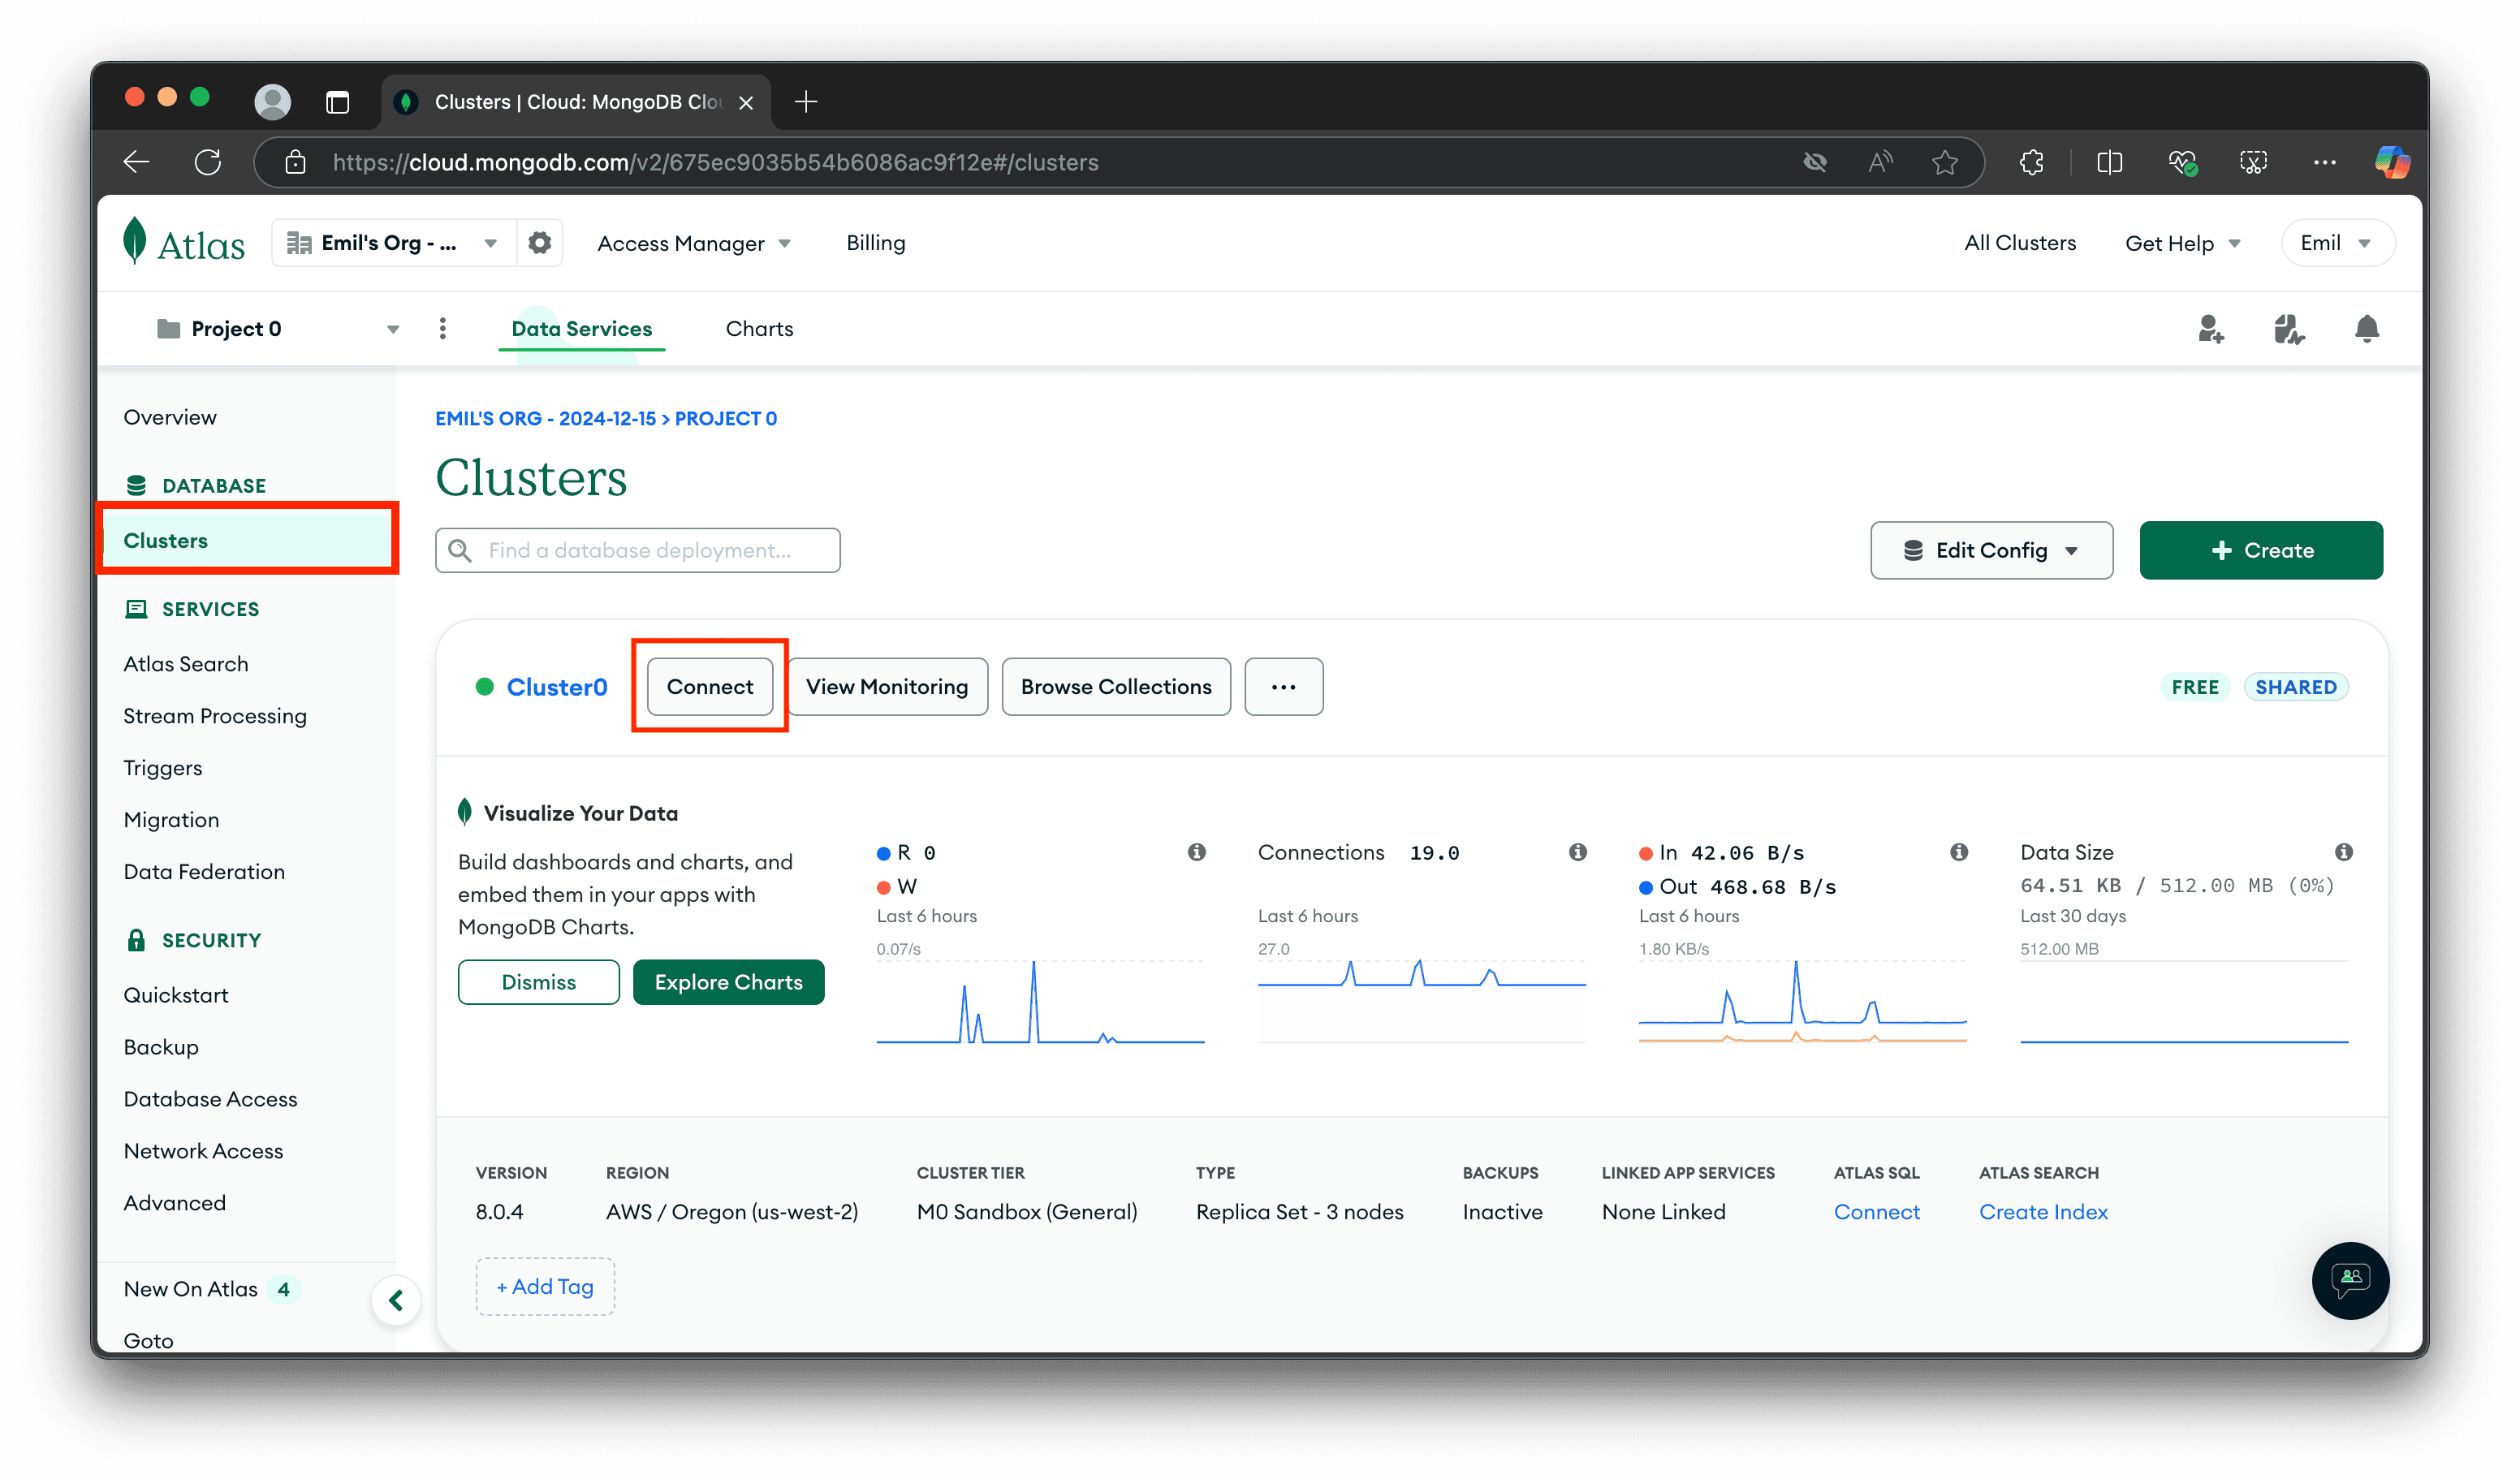 Clusters | Cloud: MongoDB Clou
https://cloud.mongodb.com/v2/675ec9035b54b6086ac9f12e#/clusters
Atlas
Emil's Org - ...
Access Manager
Billing
All Clusters
Get Help
Emil
Project 0
Data Services
Charts
Overview
DATABASE
Clusters
SERVICES
Atlas Search
Stream Processing
Triggers
Migration
Data Federation
SECURITY
Quickstart
Backup
Database Access
Network Access
Advanced
New On Atlas 4
Goto
EMIL'S ORG - 2024-12-15 > PROJECT 0
Clusters
Find a database deployment...
Edit Config
+ Create
Cluster0
Connect
View Monitoring
Browse Collections
...
FREE
SHARED
Visualize Your Data
Build dashboards and charts, and
embed them in your apps with
MongoDB Charts.
Dismiss
Explore Charts
R 0
W
Last 6 hours
0.07/s
Connections 19.0
Last 6 hours
27.0
In 42.06 B/s
Out 468.68 B/s
Last 6 hours
1.80 KB/s
Data Size
64.51 KB / 512.00 MB (0%)
Last 30 days
512.00 MB
VERSION
8.0.4
REGION
AWS / Oregon (us-west-2)
CLUSTER TIER
M0 Sandbox (General)
TYPE
Replica Set - 3 nodes
BACKUPS
Inactive
LINKED APP SERVICES
None Linked
ATLAS SQL
Connect
ATLAS SEARCH
Create Index
+ Add Tag